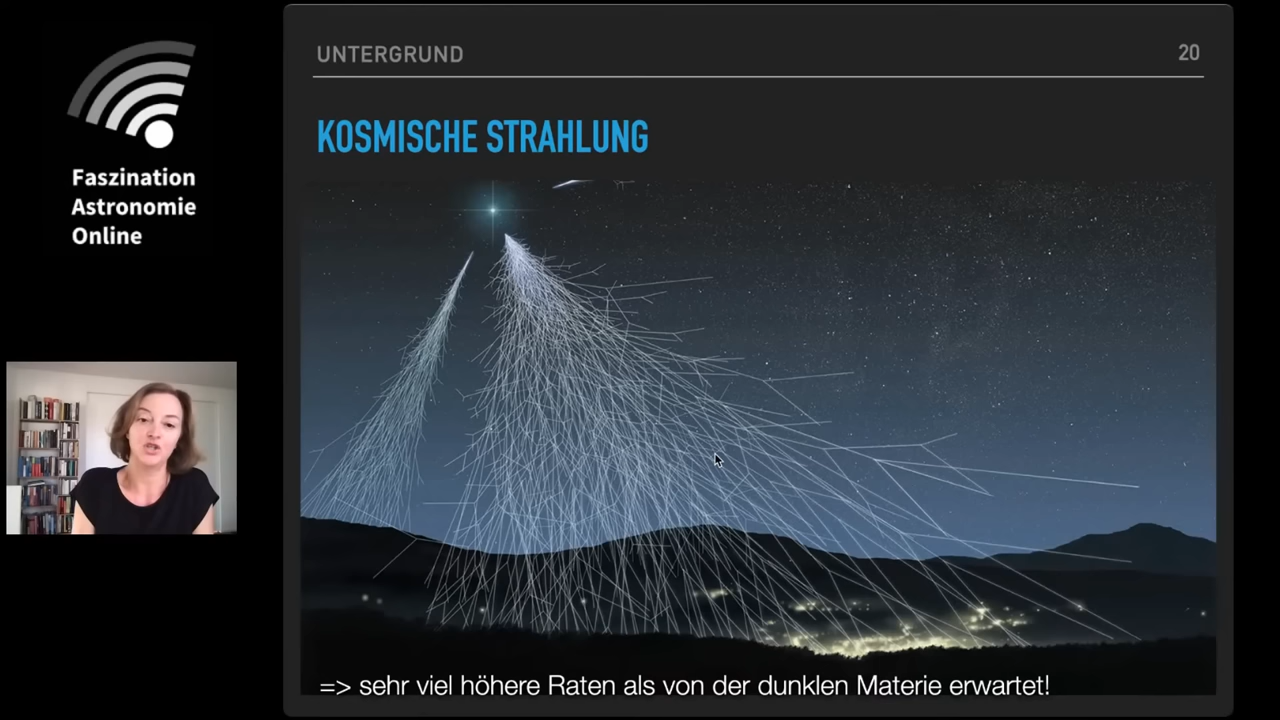 Faszination
Astronomie
Online
UNTERGRUND
20
KOSMISCHE STRAHLUNG
=> sehr viel höhere Raten als von der dunklen Materie erwartet!